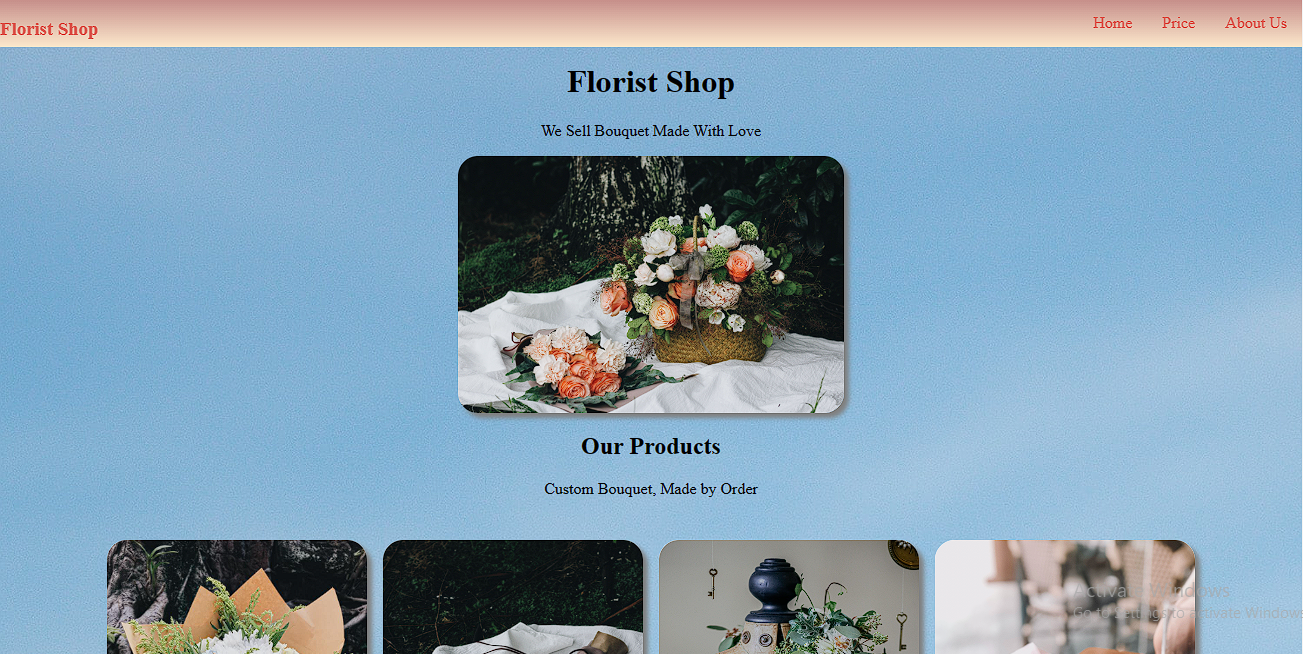 Florist Shop
Home Price About Us
Florist Shop
We Sell Bouquet Made With Love
Our Products
Custom Bouquet, Made by Order
Activate Windows
Go to Settings to activate Windows